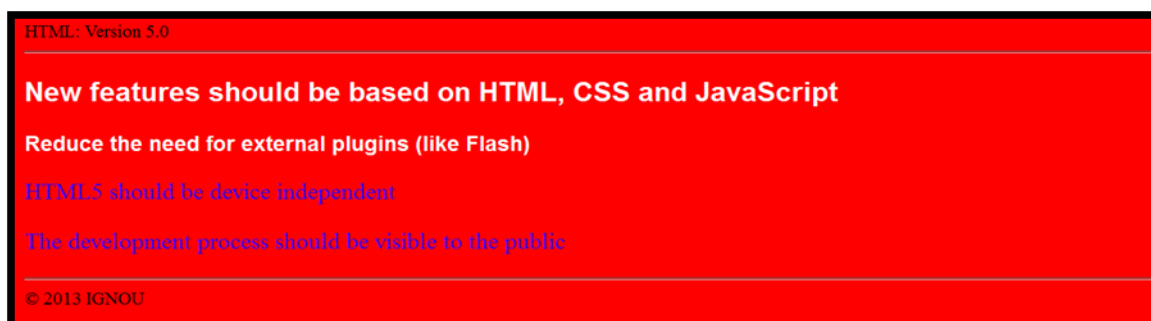 HTML: Version 5.0
New features should be based on HTML, CSS and JavaScript
Reduce the need for external plugins (like Flash)
HTML5 should be device independent
The development process should be visible to the public
© 2013 IGNOU